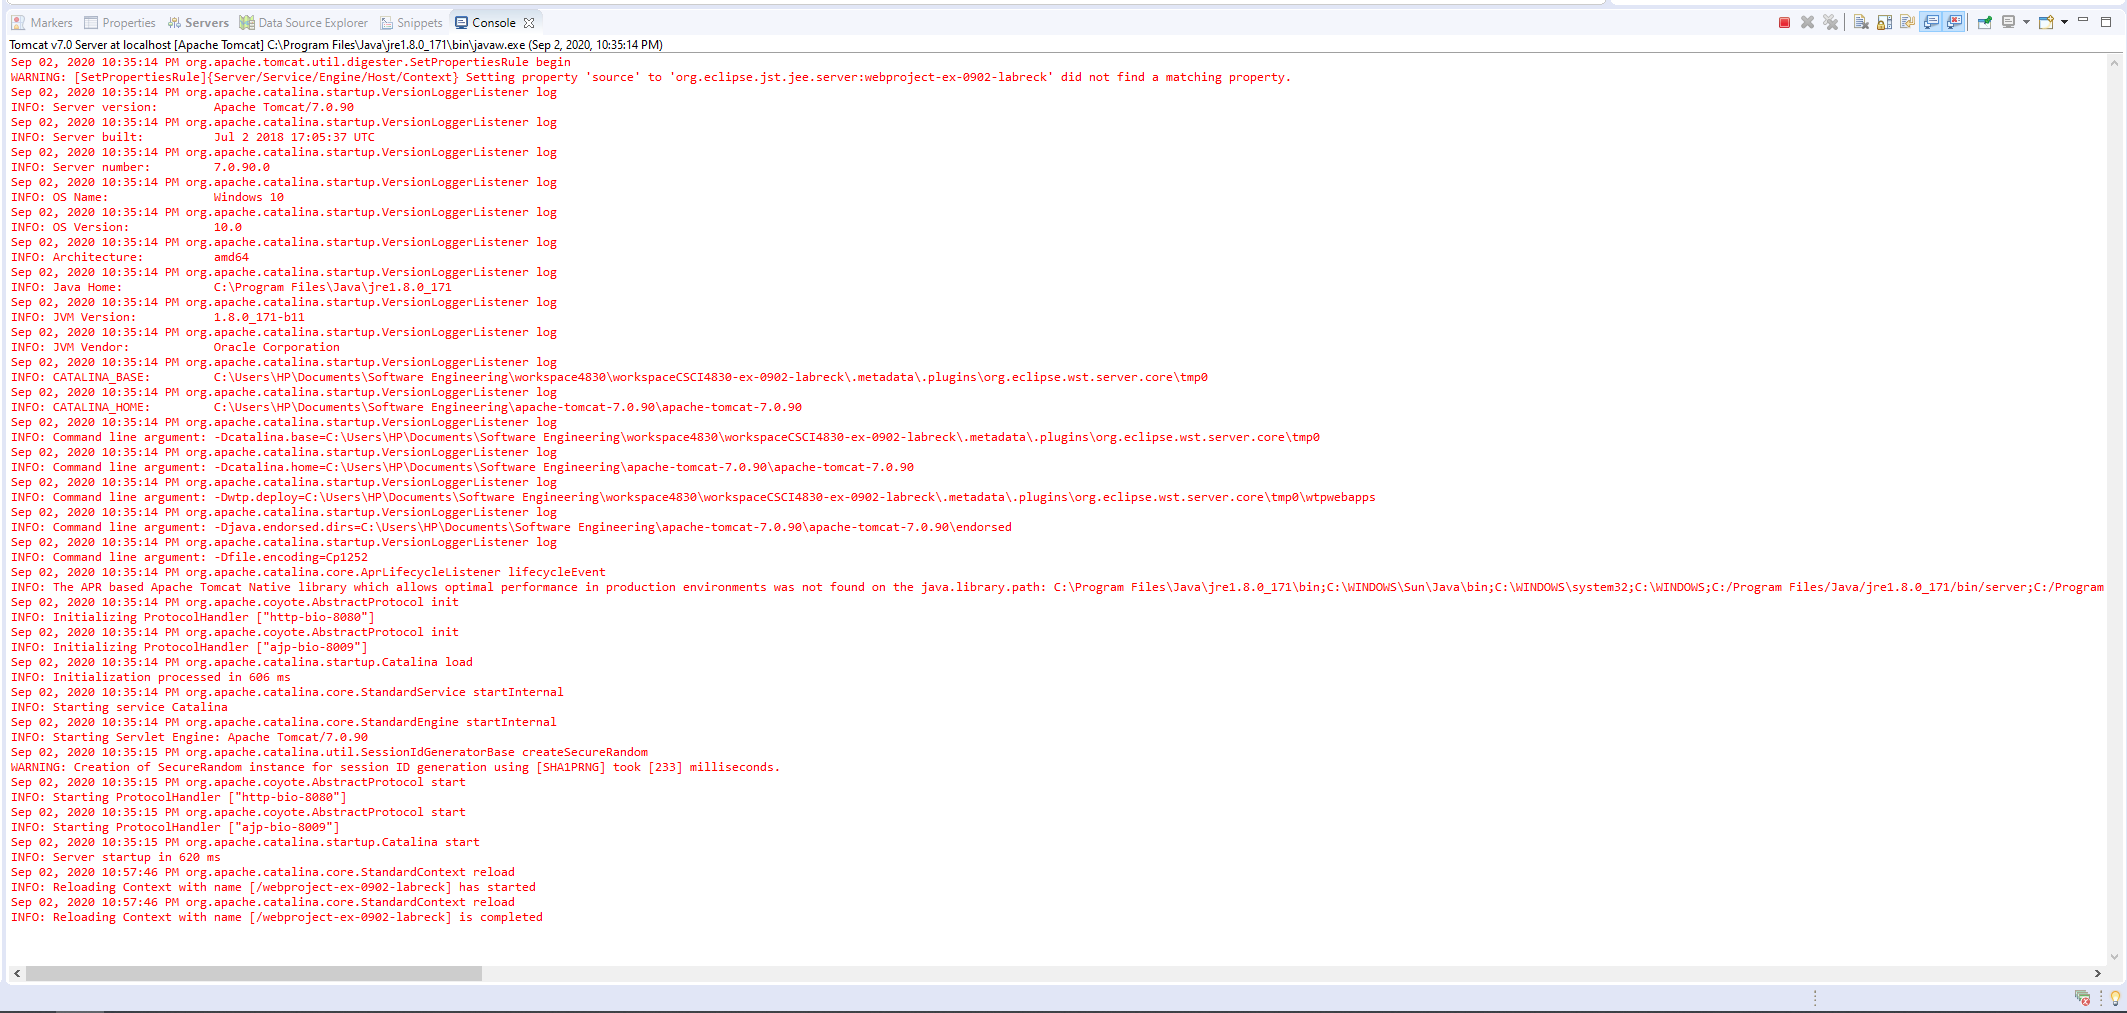 Markers Properties Servers Data Source Explorer Snippets Console
Tomcat v7.0 Server at localhost [Apache Tomcat] C:\Program Files\Java\jre1.8.0_171\bin\javaw.exe (Sep 2, 2020, 10:35:14 PM)
Sep 02, 2020 10:35:14 PM org.apache.tomcat.util.digester.SetPropertiesRule begin
WARNING: [SetPropertiesRule]{Server/Service/Engine/Host/Context} Setting property 'source' to 'org.eclipse.jst.jee.server:webproject-ex-0902-labreck' did not find a matching property.
Sep 02, 2020 10:35:14 PM org.apache.catalina.startup.VersionLoggerListener log
INFO: Server version:        Apache Tomcat/7.0.90
Sep 02, 2020 10:35:14 PM org.apache.catalina.startup.VersionLoggerListener log
INFO: Server built:          Jul 2 2018 17:05:37 UTC
Sep 02, 2020 10:35:14 PM org.apache.catalina.startup.VersionLoggerListener log
INFO: Server number:         7.0.90.0
Sep 02, 2020 10:35:14 PM org.apache.catalina.startup.VersionLoggerListener log
INFO: OS Name:               Windows 10
Sep 02, 2020 10:35:14 PM org.apache.catalina.startup.VersionLoggerListener log
INFO: OS Version:            10.0
Sep 02, 2020 10:35:14 PM org.apache.catalina.startup.VersionLoggerListener log
INFO: Architecture:          amd64
Sep 02, 2020 10:35:14 PM org.apache.catalina.startup.VersionLoggerListener log
INFO: Java Home:             C:\Program Files\Java\jre1.8.0_171
Sep 02, 2020 10:35:14 PM org.apache.catalina.startup.VersionLoggerListener log
INFO: JVM Version:           1.8.0_171-b11
Sep 02, 2020 10:35:14 PM org.apache.catalina.startup.VersionLoggerListener log
INFO: JVM Vendor:            Oracle Corporation
Sep 02, 2020 10:35:14 PM org.apache.catalina.startup.VersionLoggerListener log
INFO: CATALINA_BASE:         C:\Users\HP\Documents\Software Engineering\workspace4830\workspaceCSCI4830-ex-0902-labreck\.metadata\.plugins\org.eclipse.wst.server.core\tmp0
Sep 02, 2020 10:35:14 PM org.apache.catalina.startup.VersionLoggerListener log
INFO: CATALINA_HOME:         C:\Users\HP\Documents\Software Engineering\apache-tomcat-7.0.90\apache-tomcat-7.0.90
Sep 02, 2020 10:35:14 PM org.apache.catalina.startup.VersionLoggerListener log
INFO: Command line argument: -Dcatalina.base=C:\Users\HP\Documents\Software Engineering\workspace4830\workspaceCSCI4830-ex-0902-labreck\.metadata\.plugins\org.eclipse.wst.server.core\tmp0
Sep 02, 2020 10:35:14 PM org.apache.catalina.startup.VersionLoggerListener log
INFO: Command line argument: -Dcatalina.home=C:\Users\HP\Documents\Software Engineering\apache-tomcat-7.0.90\apache-tomcat-7.0.90
Sep 02, 2020 10:35:14 PM org.apache.catalina.startup.VersionLoggerListener log
INFO: Command line argument: -Dwtp.deploy=C:\Users\HP\Documents\Software Engineering\workspace4830\workspaceCSCI4830-ex-0902-labreck\.metadata\.plugins\org.eclipse.wst.server.core\tmp0\wtpwebapps
Sep 02, 2020 10:35:14 PM org.apache.catalina.startup.VersionLoggerListener log
INFO: Command line argument: -Djava.endorsed.dirs=C:\Users\HP\Documents\Software Engineering\apache-tomcat-7.0.90\apache-tomcat-7.0.90\endorsed
Sep 02, 2020 10:35:14 PM org.apache.catalina.startup.VersionLoggerListener log
INFO: Command line argument: -Dfile.encoding=Cp1252
Sep 02, 2020 10:35:14 PM org.apache.catalina.core.AprLifecycleListener lifecycleEvent
INFO: The APR based Apache Tomcat Native library which allows optimal performance in production environments was not found on the java.library.path: C:\Program Files\Java\jre1.8.0_171\bin;C:\WINDOWS\Sun\Java\bin;C:\WINDOWS\system32;C:\WINDOWS;C:/Program Files/Java/jre1.8.0_171/bin/server;C:/Program
Sep 02, 2020 10:35:14 PM org.apache.coyote.AbstractProtocol init
INFO: Initializing ProtocolHandler ["http-bio-8080"]
Sep 02, 2020 10:35:14 PM org.apache.coyote.AbstractProtocol init
INFO: Initializing ProtocolHandler ["ajp-bio-8009"]
Sep 02, 2020 10:35:14 PM org.apache.catalina.startup.Catalina load
INFO: Initialization processed in 606 ms
Sep 02, 2020 10:35:14 PM org.apache.catalina.core.StandardService startInternal
INFO: Starting service Catalina
Sep 02, 2020 10:35:14 PM org.apache.catalina.core.StandardEngine startInternal
INFO: Starting Servlet Engine: Apache Tomcat/7.0.90
Sep 02, 2020 10:35:15 PM org.apache.catalina.util.SessionIdGeneratorBase createSecureRandom
WARNING: Creation of SecureRandom instance for session ID generation using [SHA1PRNG] took [233] milliseconds.
Sep 02, 2020 10:35:15 PM org.apache.coyote.AbstractProtocol start
INFO: Starting ProtocolHandler ["http-bio-8080"]
Sep 02, 2020 10:35:15 PM org.apache.coyote.AbstractProtocol start
INFO: Starting ProtocolHandler ["ajp-bio-8009"]
Sep 02, 2020 10:35:15 PM org.apache.catalina.startup.Catalina start
INFO: Server startup in 620 ms
Sep 02, 2020 10:57:46 PM org.apache.catalina.core.StandardContext reload
INFO: Reloading Context with name [/webproject-ex-0902-labreck] has started
Sep 02, 2020 10:57:46 PM org.apache.catalina.core.StandardContext reload
INFO: Reloading Context with name [/webproject-ex-0902-labreck] is completed